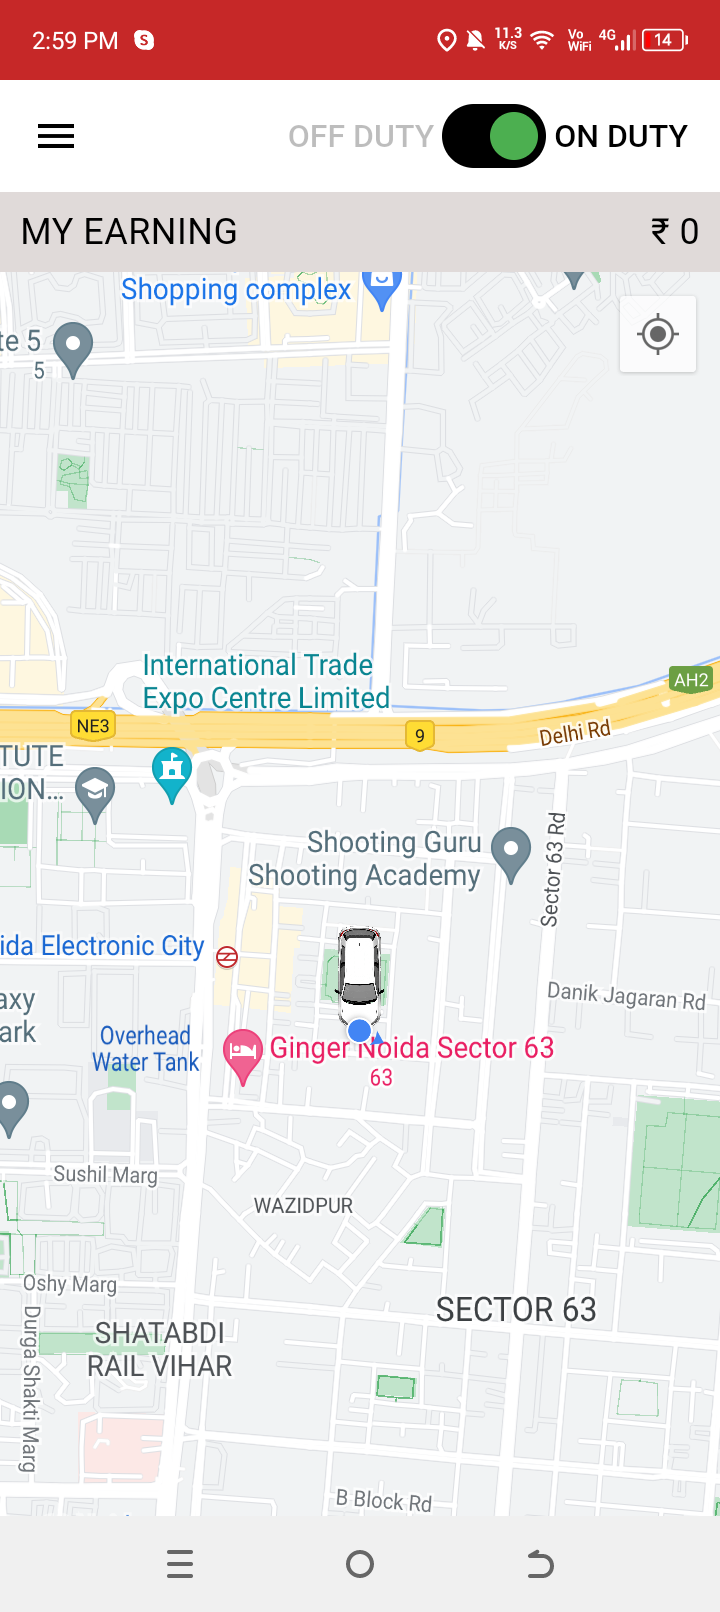 2:59 PM
11.3
K/S
Vo
WiFi
4G
14
OFF DUTY
ON DUTY
MY EARNING
₹ 0
Shopping complex
te 5
5
International Trade
Expo Centre Limited
AH2
NE3
9
Delhi Rd
TUTE
ION...
Shooting Guru
Shooting Academy
Sector 63 Rd
ida Electronic City
Danik Jagaran Rd
axy
ark
Overhead
Water Tank
Ginger Noida Sector 63
63
Sushil Marg
WAZIDPUR
Oshy Marg
SECTOR 63
Durga Shakti Marg
SHATABDI
RAIL VIHAR
B Block Rd